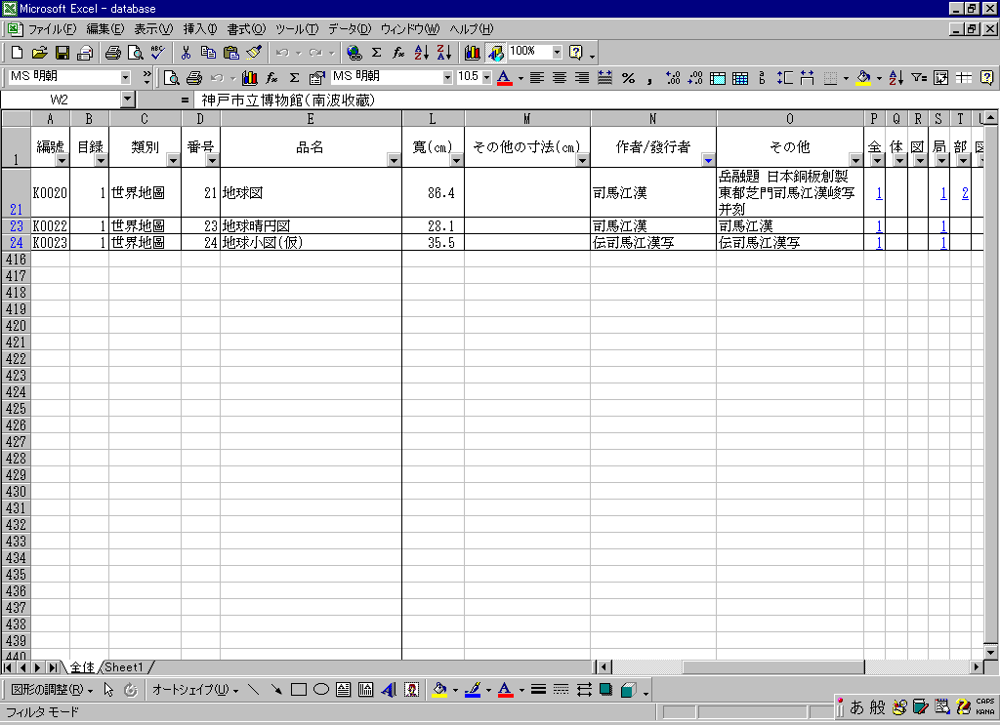 Microsoft Excel - database
ファイル(F) 編集(E) 表示(V) 挿入(I) 書式(O) ツール(T) データ(D) ウィンドウ(W) ヘルプ(H)
100%
MS 明朝 MS 明朝 10.5
W2 = 神戸市立博物館(南波收藏)
A B C D E L M N O P Q R S T U
1 編號 目録 類別 番号 品名 寬(cm) その他の寸法(cm) 作者/發行者 その他 全 体 図 局 部 図
21 K0020 1 世界地圖 21 地球図 86.4 司馬江漢 岳融題 日本銅板創製 1 1 2
東都芝門司馬江漢峻写
并刻
23 K0022 1 世界地圖 23 地球晴円図 28.1 司馬江漢 司馬江漢 1 1
24 K0023 1 世界地圖 24 地球小図(仮) 35.5 伝司馬江漢写 伝司馬江漢写 1 1
416
417
418
419
420
421
422
423
424
425
426
427
428
429
430
431
432
433
434
435
436
437
438
439
440
全体 Sheet1
図形の調整(R) オートシェイプ(U)
フィルタ モード
あ 般 CAPS
KANA